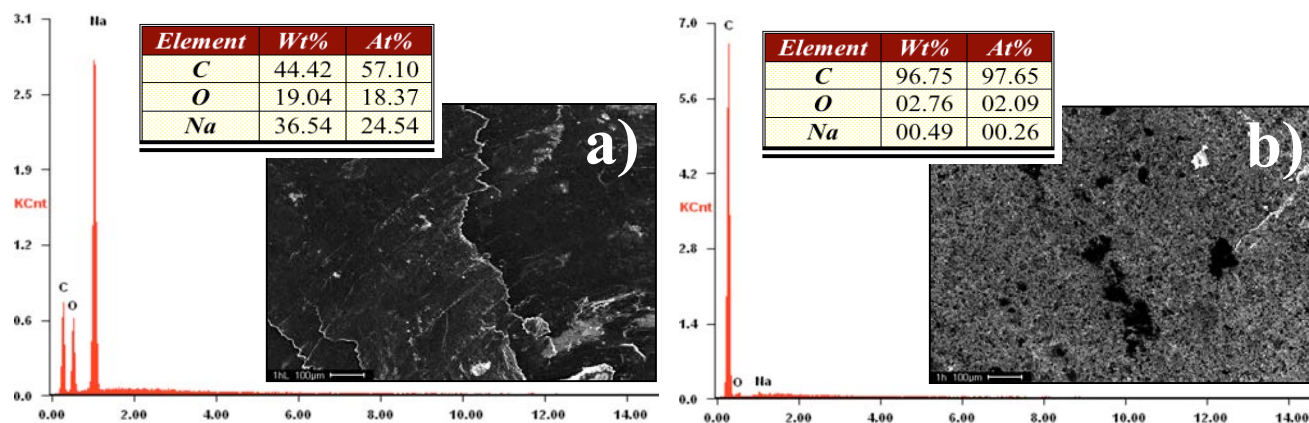 3.1
2.5
1.9
KCnt
1.2
0.6
0.0
Na
C
O
0.00 2.00 4.00 6.00 8.00 10.00 12.00 14.00
Element Wt% At%
C 44.42 57.10
O 19.04 18.37
Na 36.54 24.54
a)
1hL 100µm
7.0
5.6
4.2
KCnt
2.8
1.4
0.0
C
O Na
0.00 2.00 4.00 6.00 8.00 10.00 12.00 14.00
Element Wt% At%
C 96.75 97.65
O 02.76 02.09
Na 00.49 00.26
b)
1h 100µm